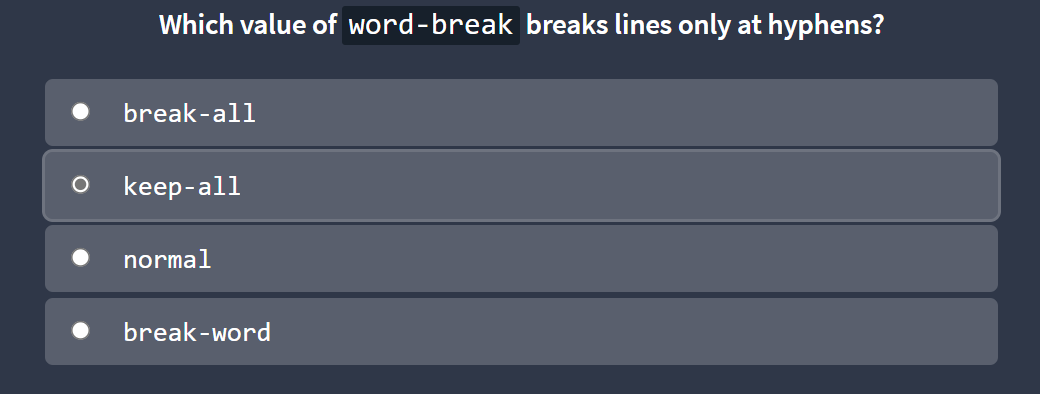 Which value of word-break breaks lines only at hyphens?
break-all
keep-all
normal
break-word